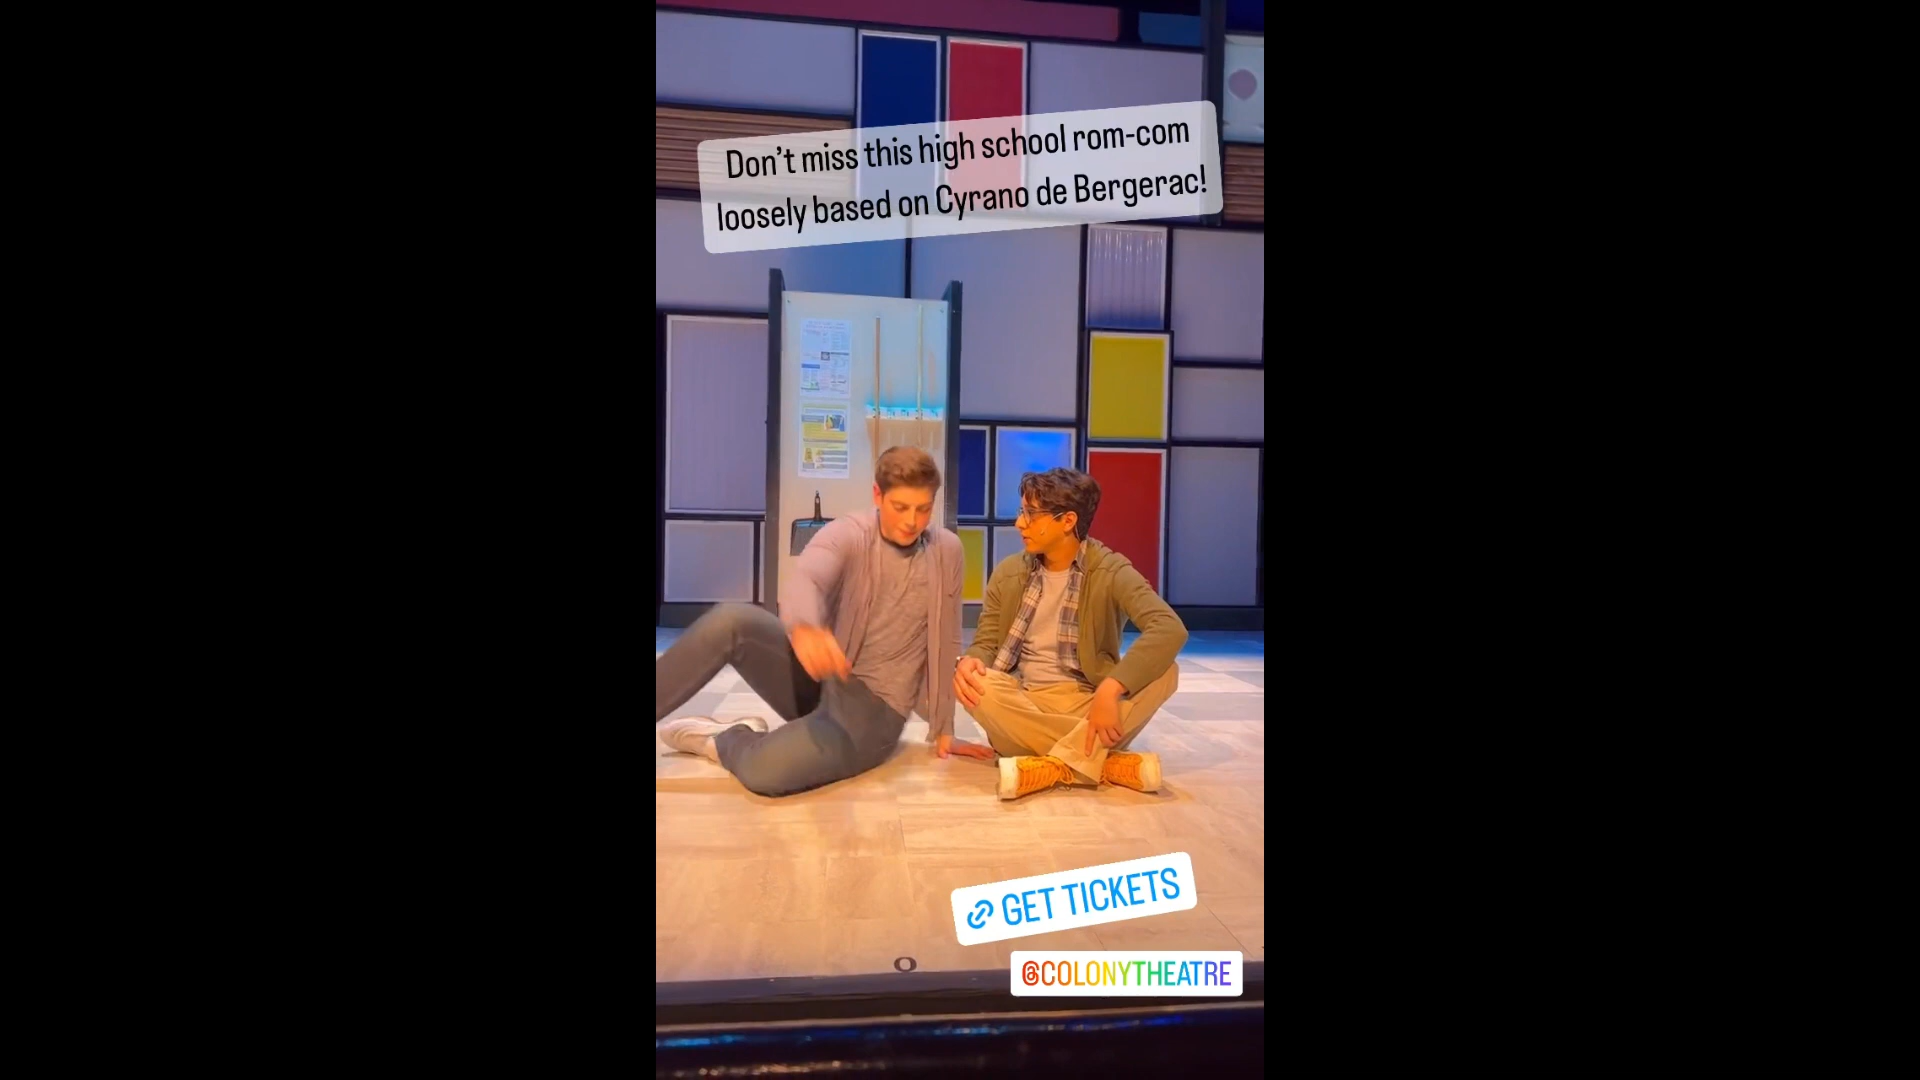 Don't miss this high school rom-com
loosely based on Cyrano de Bergerac!
GET TICKETS
@COLONYTHEATRE